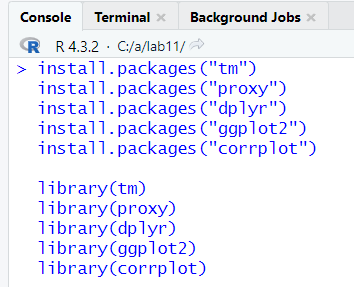 Console Terminal × Background Jobs ×
R R 4.3.2 · C:/a/lab11/
> install.packages("tm")
install.packages("proxy")
install.packages("dplyr")
install.packages("ggplot2")
install.packages("corrplot")
library(tm)
library(proxy)
library(dplyr)
library(ggplot2)
library(corrplot)